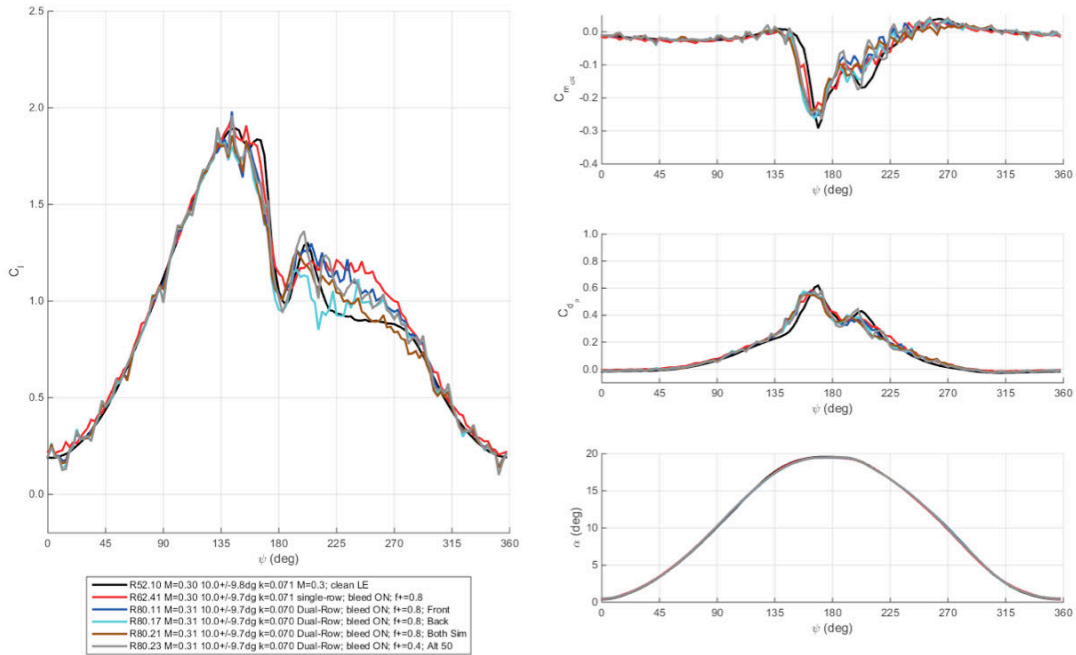 2.5
2.0
1.5
1.0
0.5
0.0
C_l
0 45 90 135 180 225 270 315 360
ψ (deg)
R52.10 M=0.30 10.0+/-9.8dg k=0.071 M=0.3; clean LE
R62.41 M=0.30 10.0+/-9.7dg k=0.071 single-row; bleed ON; f+=0.8
R80.11 M=0.31 10.0+/-9.7dg k=0.070 Dual-Row; bleed ON; f+=0.8; Front
R80.17 M=0.31 10.0+/-9.7dg k=0.070 Dual-Row; bleed ON; f+=0.8; Back
R80.21 M=0.31 10.0+/-9.7dg k=0.070 Dual-Row; bleed ON; f+=0.8; Both Sim
R80.23 M=0.31 10.0+/-9.7dg k=0.070 Dual-Row; bleed ON; f+=0.4; Alt 50
0.0
-0.1
-0.2
-0.3
-0.4
0 45 90 135 180 225 270 315 360
ψ (deg)
1.0
0.8
0.6
0.4
0.2
0.0
C_dp
0 45 90 135 180 225 270 315 360
ψ (deg)
20
15
10
5
0
α (deg)
0 45 90 135 180 225 270 315 360
ψ (deg)